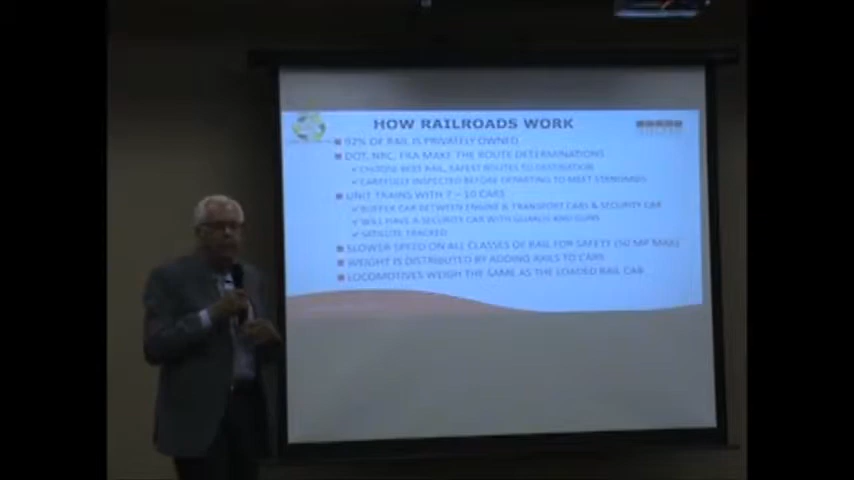 HOW RAILROADS WORK
92% OF RAIL IS PRIVATELY OWNED
DOT, NRC, FRA MAKE THE ROUTE DETERMINATIONS
CHOOSE BEST RAIL, SAFEST ROUTES TO DESTINATION
CAREFULLY INSPECTED BEFORE DEPARTING TO MEET STANDARDS
UNIT TRAINS WITH 7 – 10 CARS
BUFFER CAR BETWEEN ENGINE & TRANSPORT CARS & SECURITY CAR
WILL HAVE A SECURITY CAR WITH GUARDS AND GUNS
SATELLITE TRACKED
SLOWER SPEED ON ALL CLASSES OF RAIL FOR SAFETY (50 MP MAX)
WEIGHT IS DISTRIBUTED BY ADDING AXLES TO CARS
LOCOMOTIVES WEIGH THE SAME AS THE LOADED RAIL CAR